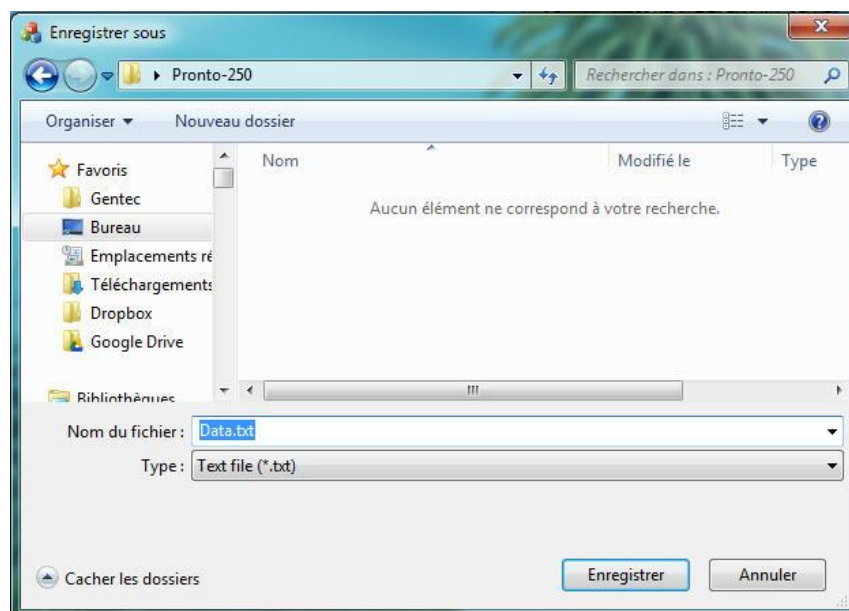 Enregistrer sous
Pronto-250
Rechercher dans : Pronto-250
Organiser
Nouveau dossier
Nom
Modifié le
Type
Favoris
Gentec
Bureau
Emplacements ré
Téléchargements
Dropbox
Google Drive
Bibliothèques
Aucun élément ne correspond à votre recherche.
Nom du fichier :
Data.txt
Type :
Text file (*.txt)
Cacher les dossiers
Enregistrer
Annuler